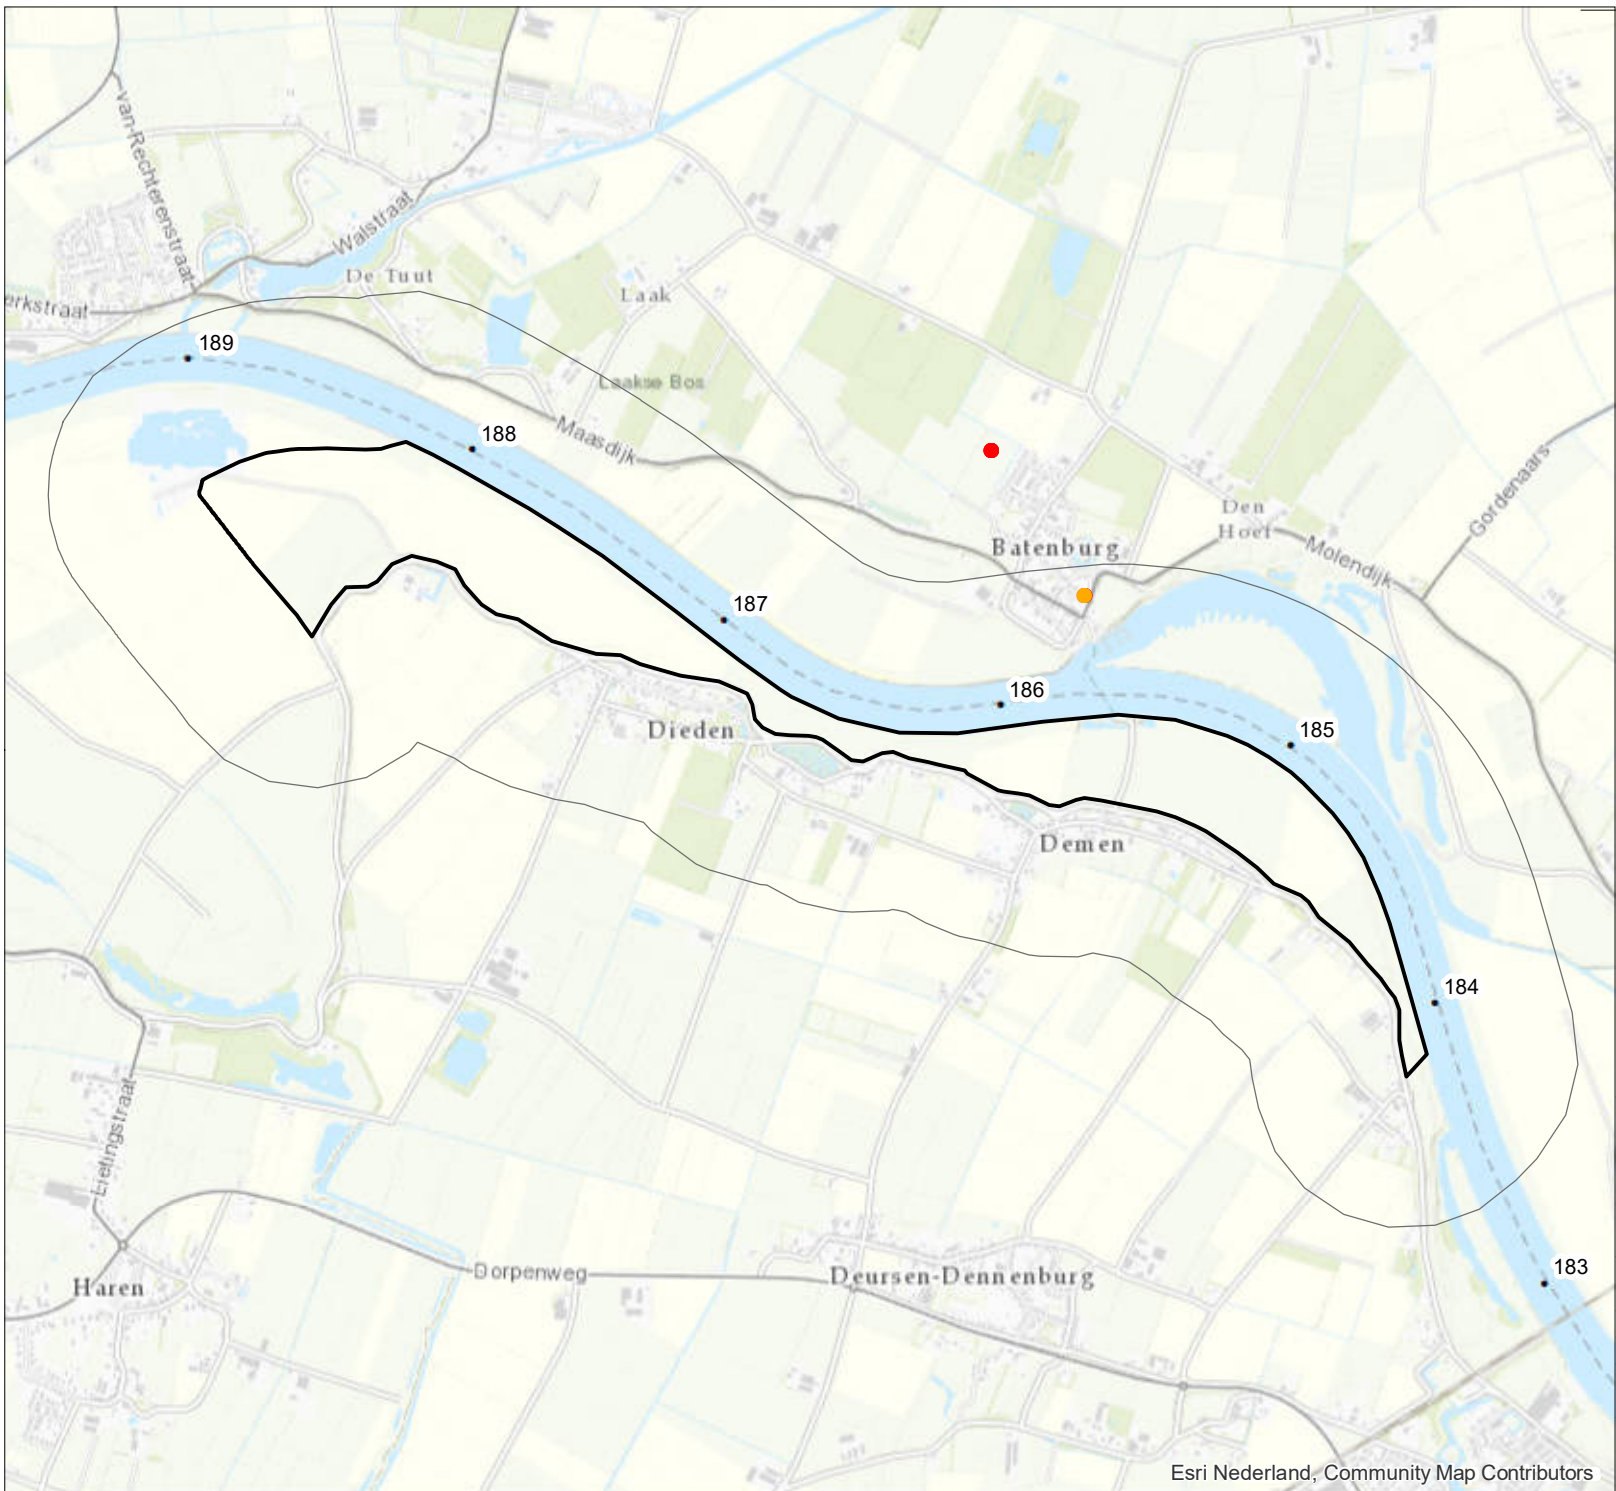 van-Rechterenstraat
Walstraat
De Tuut
erkstraat
Laak
189
Laakse Bos
188
Maasdijk
Gordenaars
Den
Hoef
Molendijk
Batenburg
187
186
185
Dieden
Demen
184
Lietingstraat
183
Dorpenweg
Deursen-Dennenburg
Haren
Esri Nederland, Community Map Contributors